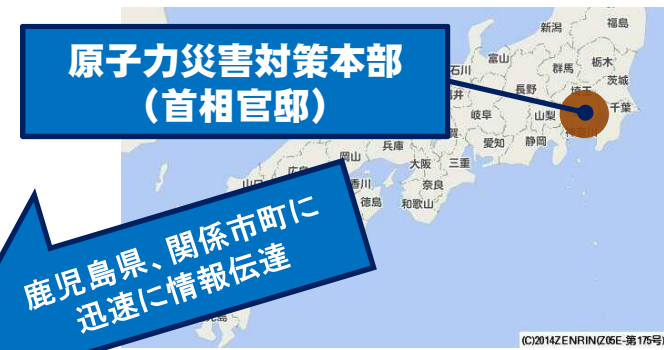 原子力災害対策本部
(首相官邸)
新潟
福島
富山
石川
群馬
栃木
茨城
長野
埼玉
千葉
岐阜
山梨
兵庫
愛知
静岡
岡山
大阪
三重
広島
香川
奈良
山口
徳島
和歌山
鹿児島県、関係市町に
迅速に情報伝達
(C)2014ZENRIN(Z05E-第175号)